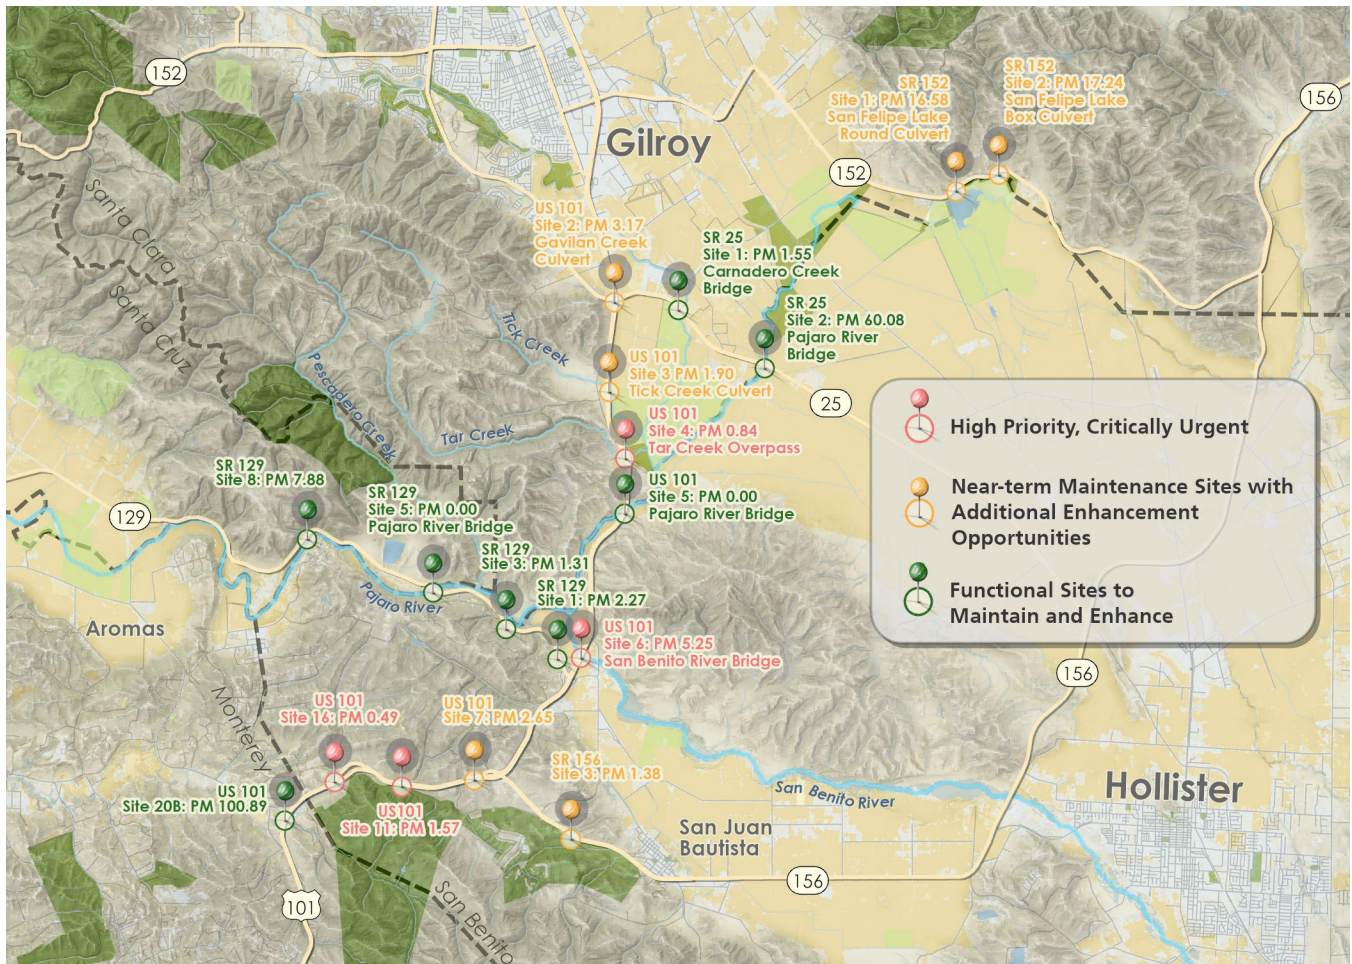 152
SR 152
Site 2: PM 17.24
San Felipe Lake
Box Culvert
SR 152
Site 1: PM 16.58
San Felipe Lake
Round Culvert
156
Gilroy
152
Santa Clara
Santa Cruz
US 101
Site 2: PM 3.17
Gavilan Creek
Culvert
SR 25
Site 1: PM 1.55
Carnadero Creek
Bridge
SR 25
Site 2: PM 60.08
Pajaro River
Bridge
Tick Creek
US 101
Site 3 PM 1.90
Tick Creek Culvert
Pescadero Creek
25
US 101
Site 4: PM 0.84
Tar Creek Overpass
Tar Creek
High Priority, Critically Urgent
Near-term Maintenance Sites with
Additional Enhancement
Opportunities
Functional Sites to
Maintain and Enhance
SR 129
Site 8: PM 7.88
US 101
Site 5: PM 0.00
Pajaro River Bridge
SR 129
Site 5: PM 0.00
Pajaro River Bridge
129
SR 129
Site 3: PM 1.31
SR 129
Site 1: PM 2.27
Pajaro River
Aromas
US 101
Site 6: PM 5.25
San Benito River Bridge
156
Monterey
US 101
Site 16: PM 0.49
US 101
Site 7: PM 2.65
SR 156
Site 3: PM 1.38
US 101
Site 20B: PM 100.89
US101
Site 11: PM 1.57
San Benito River
Hollister
San Juan
Bautista
156
101
San Benito